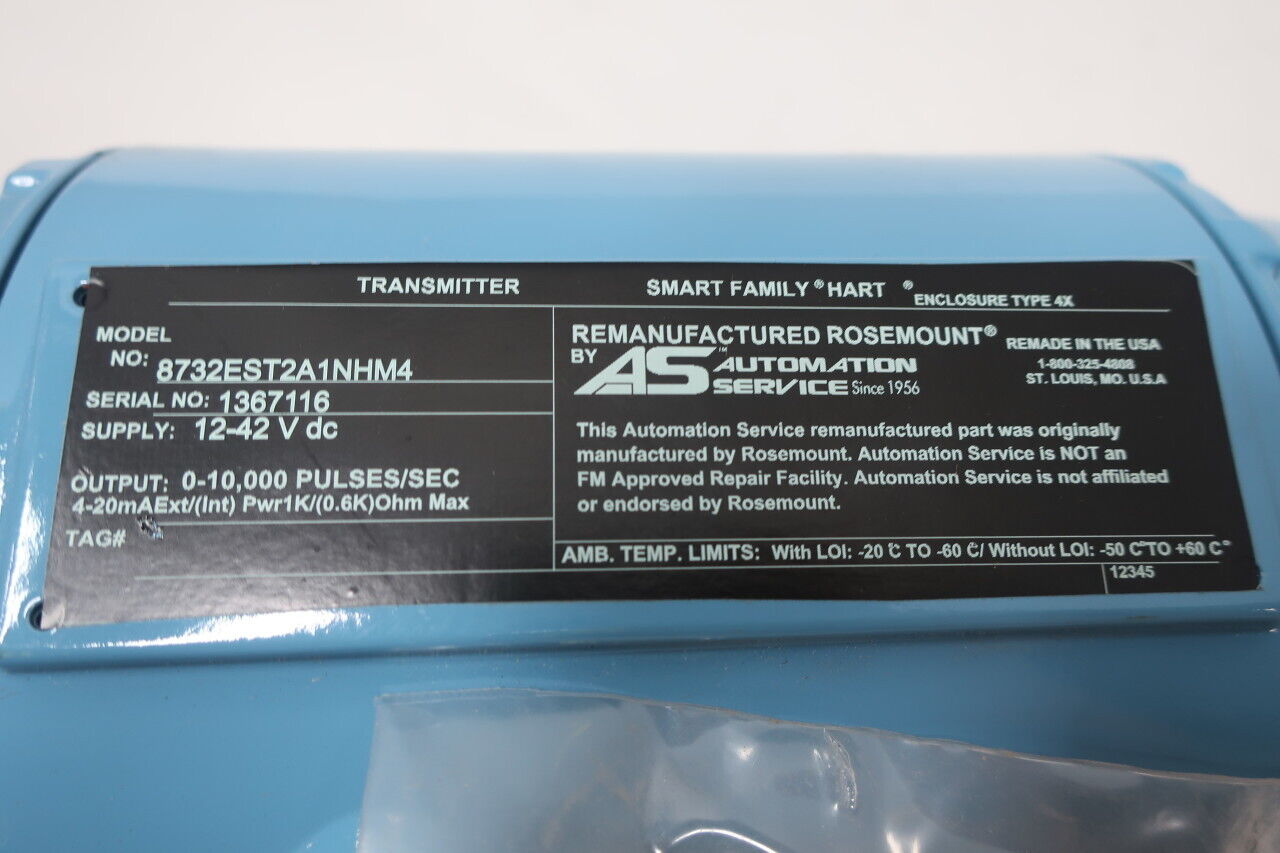 TRANSMITTER SMART FAMILY® HART ®
ENCLOSURE TYPE 4X
MODEL
NO: 8732EST2A1NHM4
SERIAL NO: 1367116
SUPPLY: 12-42 V dc
OUTPUT: 0-10,000 PULSES/SEC
4-20mAExt/(Int) Pwr1K/(0.6K)Ohm Max
TAG#
REMANUFACTURED ROSEMOUNT®
BY AS™ AUTOMATION
SERVICE Since 1956
REMADE IN THE USA
1-800-325-4808
ST. LOUIS, MO. U.S.A
This Automation Service remanufactured part was originally
manufactured by Rosemount. Automation Service is NOT an
FM Approved Repair Facility. Automation Service is not affiliated
or endorsed by Rosemount.
AMB. TEMP. LIMITS: With LOI: -20 C° TO -60 C°/ Without LOI: -50 C°TO +60 C°
12345